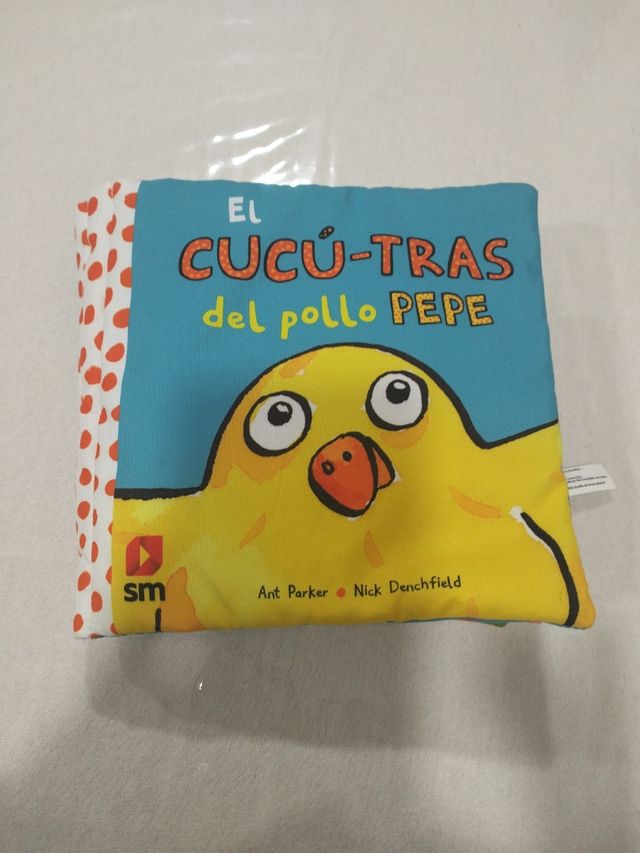 El
CUCÚ-TRAS
del pollo PEPE
sm
Ant Parker • Nick Denchfield